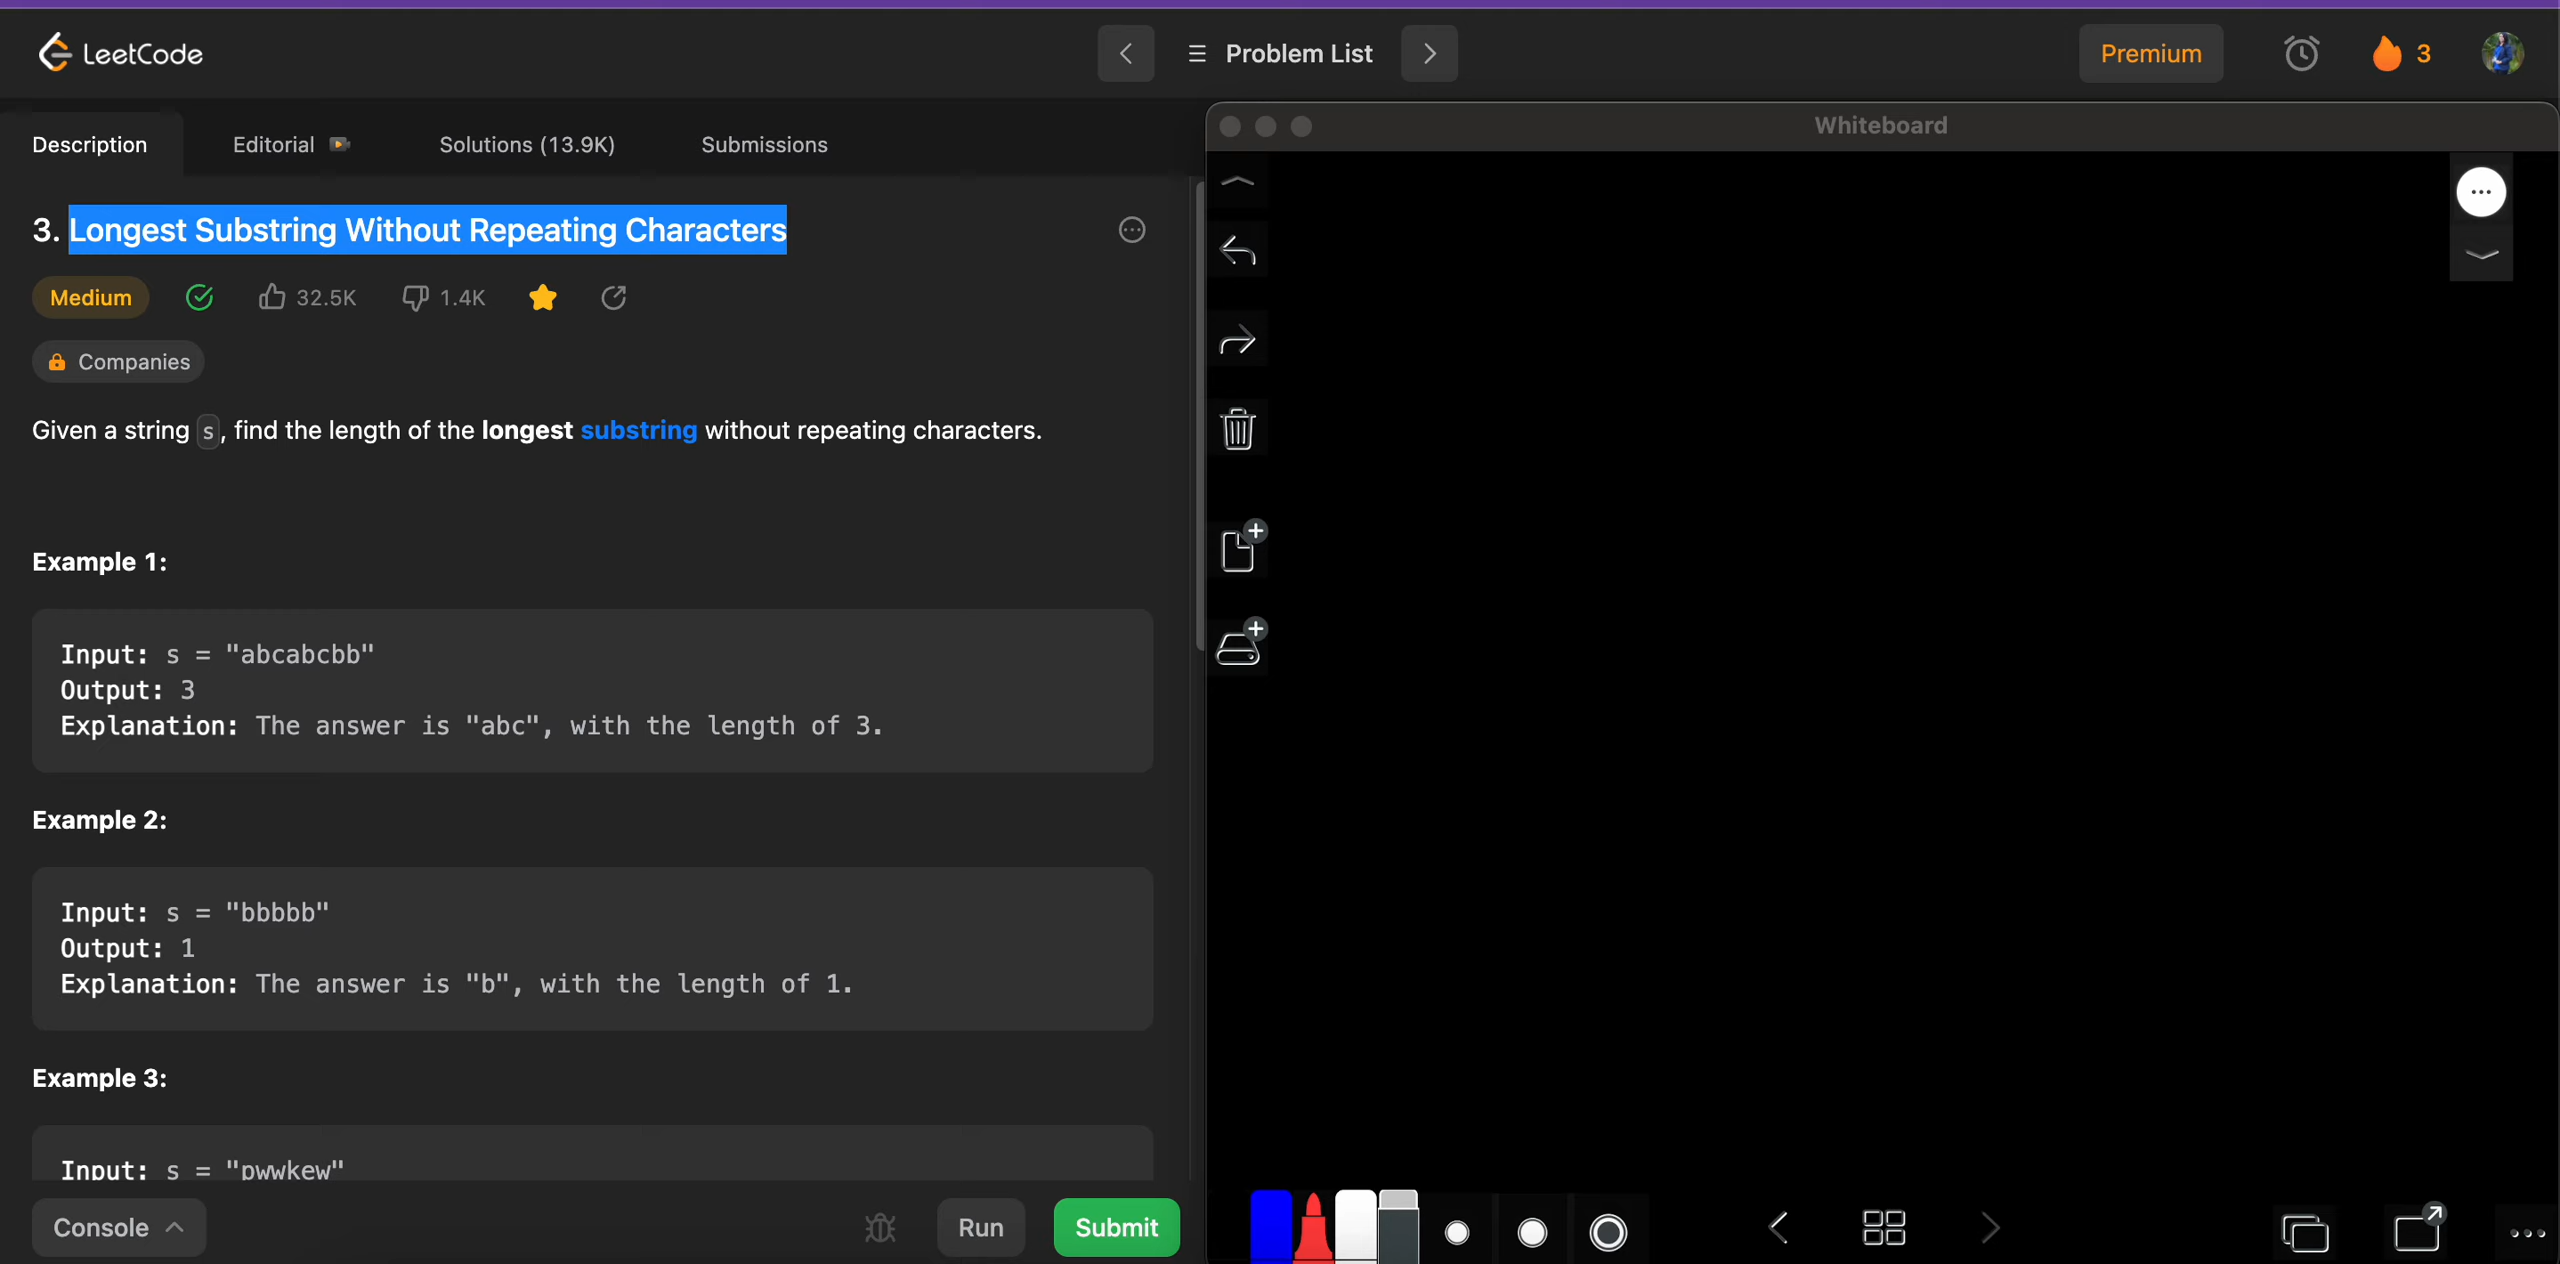 LeetCode
Problem List
Premium
3
Description
Editorial
Solutions (13.9K)
Submissions
Whiteboard
3. Longest Substring Without Repeating Characters
Medium
32.5K
1.4K
Companies
Given a string s, find the length of the longest substring without repeating characters.
Example 1:
Input: s = "abcabcbb"
Output: 3
Explanation: The answer is "abc", with the length of 3.
Example 2:
Input: s = "bbbbb"
Output: 1
Explanation: The answer is "b", with the length of 1.
Example 3:
Input: s = "pwwkew"
Console
Run
Submit